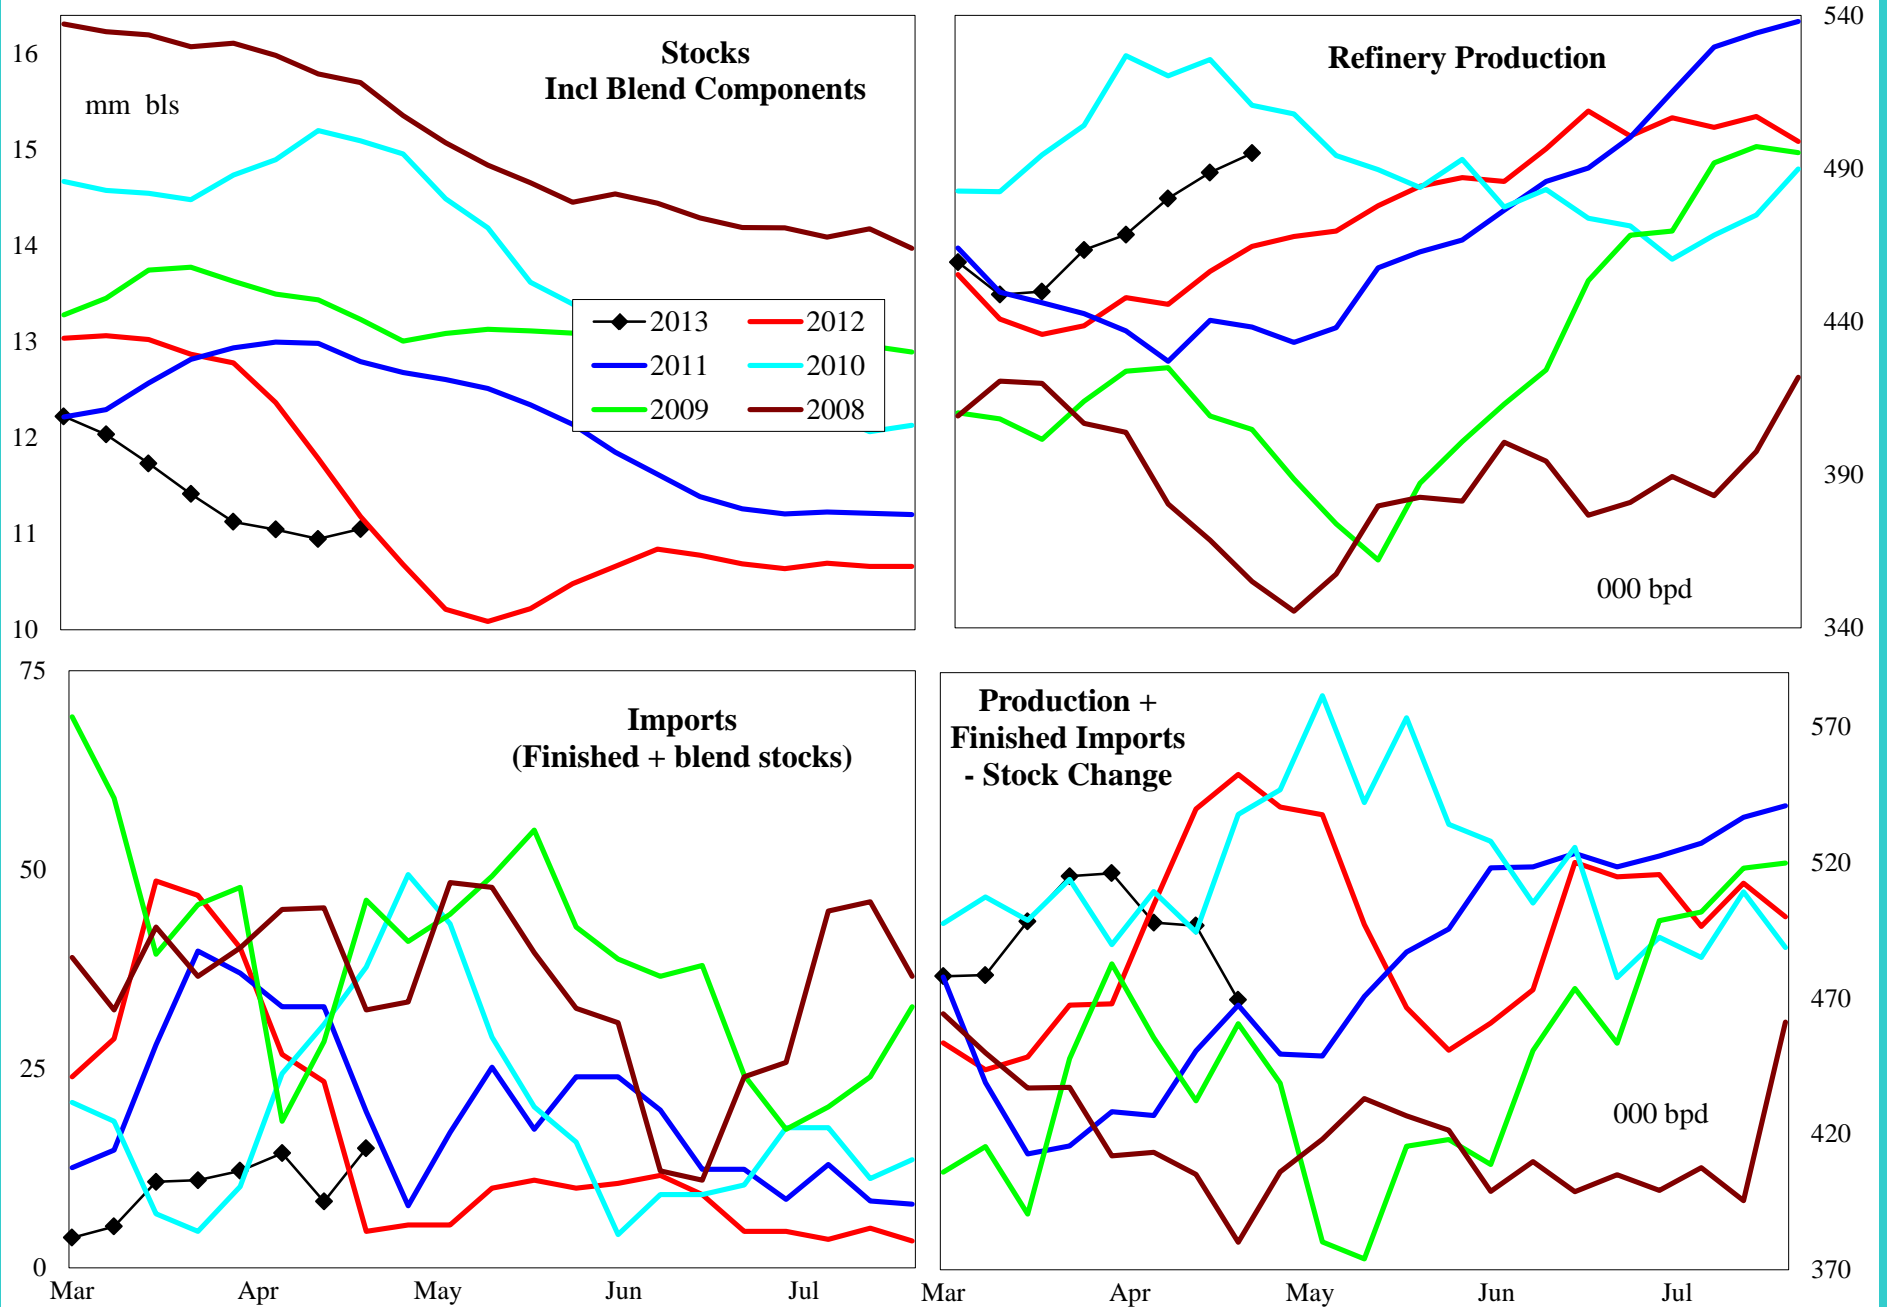 Stocks
Incl Blend Components
mm bls
16
15
14
13
12
11
10
2013
2012
2011
2010
2009
2008
Refinery Production
000 bpd
540
490
440
390
340
Imports
(Finished + blend stocks)
75
50
25
0
Mar
Apr
May
Jun
Jul
Production +
Finished Imports
- Stock Change
000 bpd
570
520
470
420
370
Mar
Apr
May
Jun
Jul